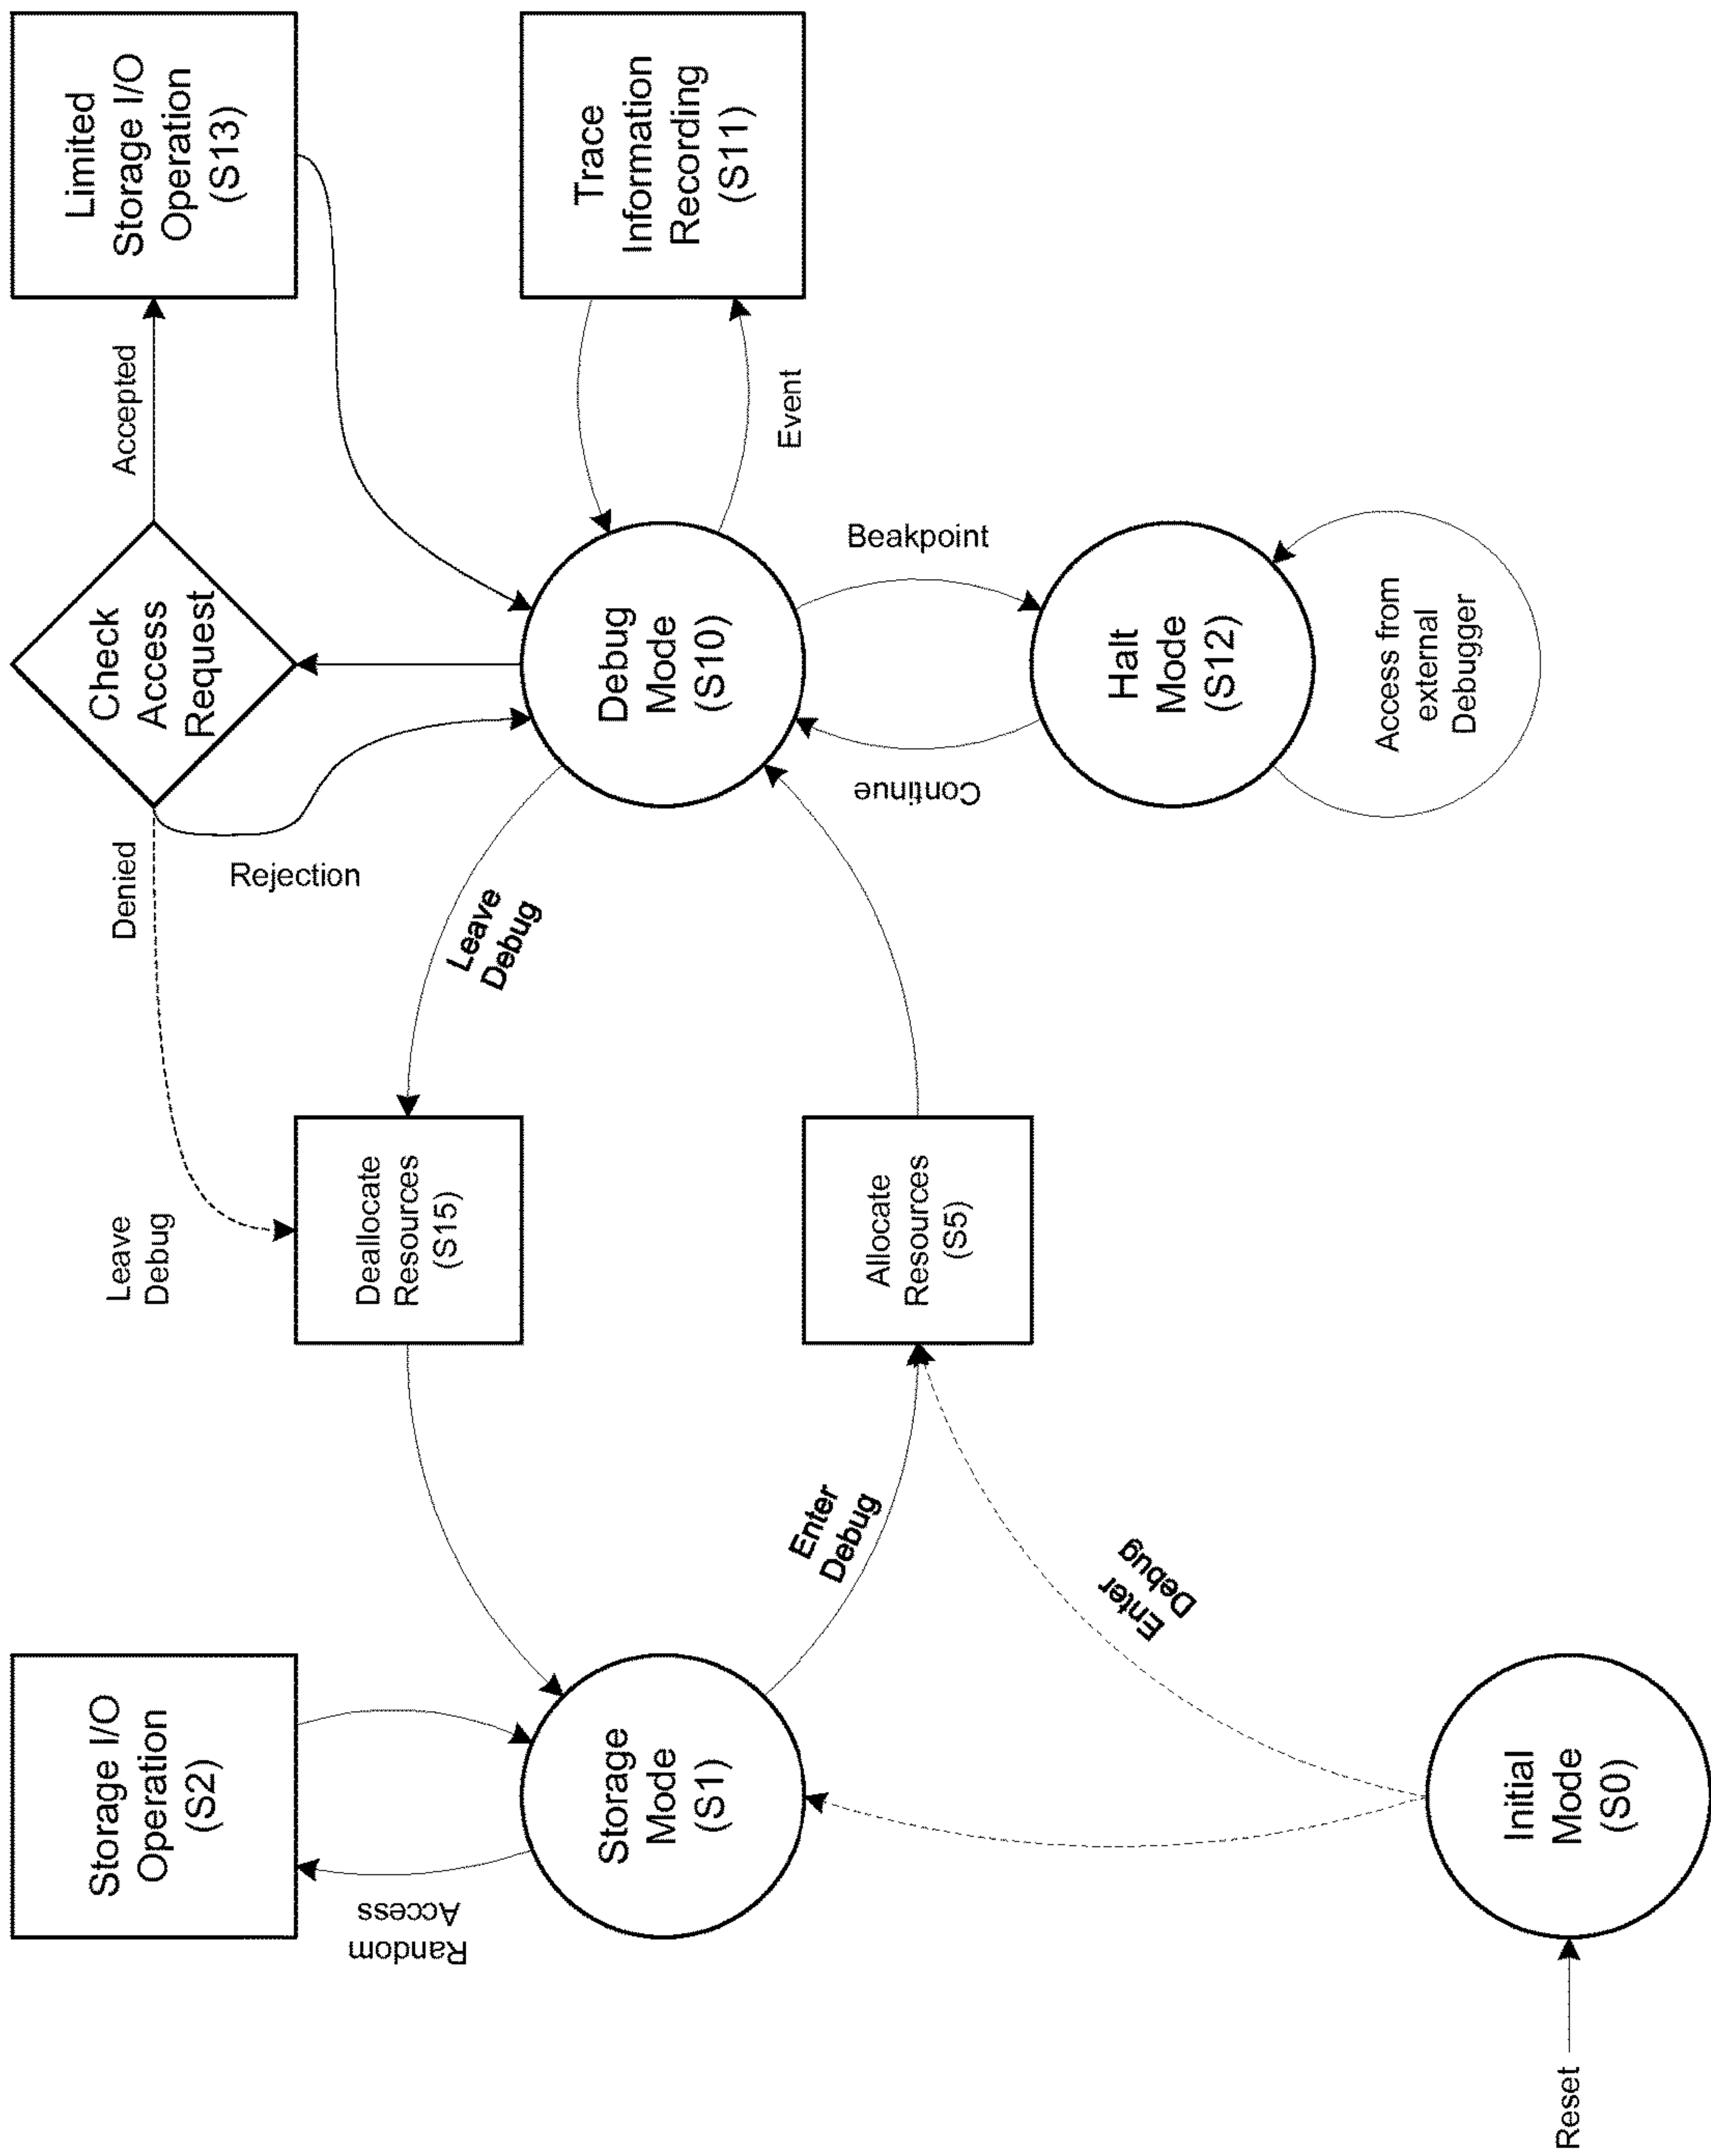 Storage I/O
Operation
(S2)
Random
Access
Storage
Mode
(S1)
Enter
Debug
Enter
Debug
Initial
Mode
(S0)
Reset
Leave
Debug
Deallocate
Resources
(S15)
Allocate
Resources
(S5)
Denied
Rejection
Leave
Debug
Check
Access
Request
Debug
Mode
(S10)
Continue
Beakpoint
Halt
Mode
(S12)
Access from
external
Debugger
Accepted
Event
Limited
Storage I/O
Operation
(S13)
Trace
Information
Recording
(S11)